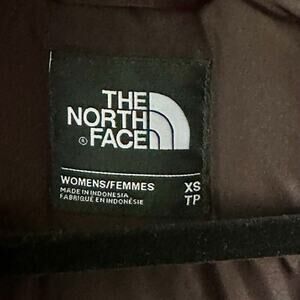 THE
NORTH
® FACE
WOMENS/FEMMES XS
MADE IN INDONESIA TP
FABRIQUÉ EN INDONÉSIE